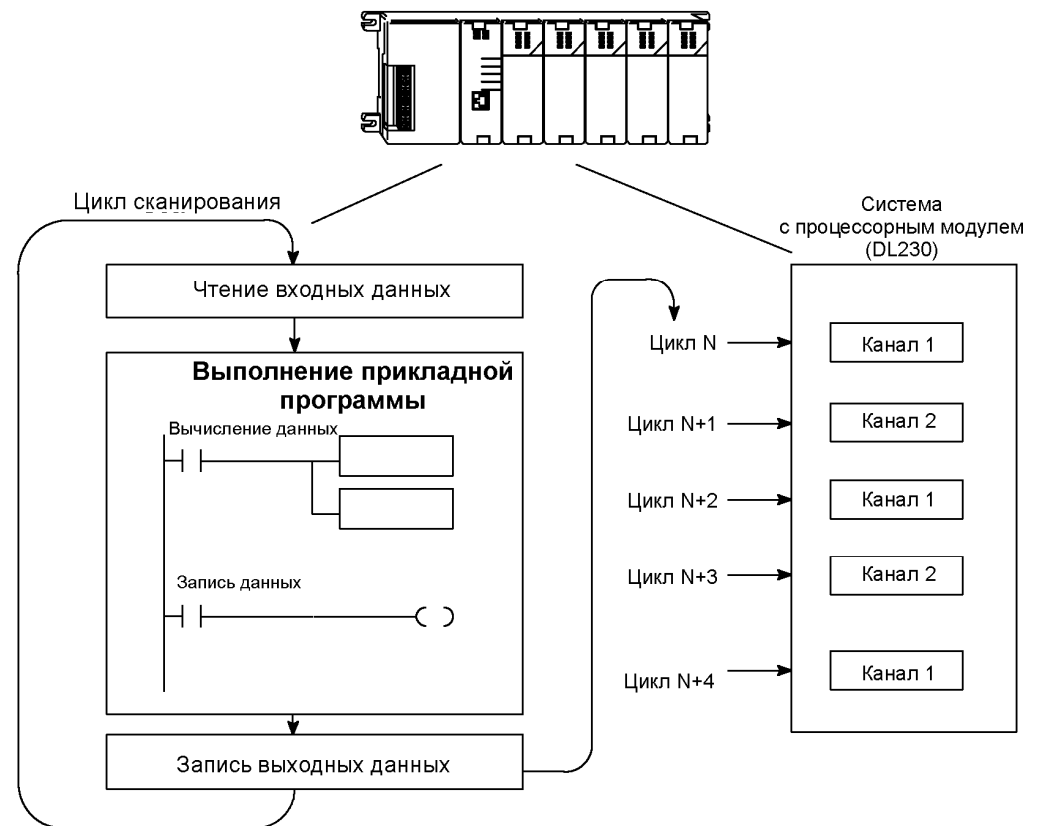 Цикл сканирования
Чтение входных данных
Выполнение прикладной
программы
Вычисление данных
Запись данных
Запись выходных данных
Система
с процессорным модулем
(DL230)
Цикл N
Канал 1
Цикл N+1
Канал 2
Цикл N+2
Канал 1
Цикл N+3
Канал 2
Цикл N+4
Канал 1